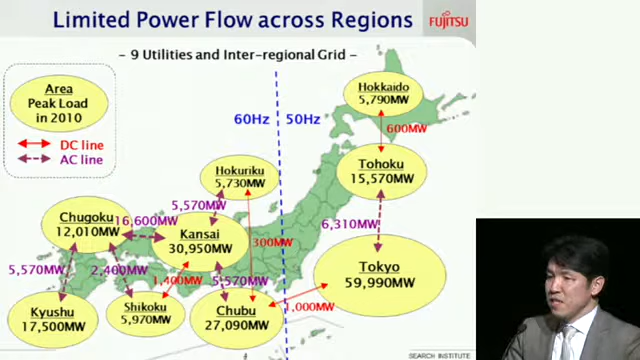 Limited Power Flow across Regions
FUJITSU
- 9 Utilities and Inter-regional Grid -
Area
Peak Load
in 2010
DC line
AC line
60Hz
50Hz
Hokkaido
5,790MW
600MW
Tohoku
15,570MW
6,310MW
Tokyo
59,990MW
1,000MW
Hokuriku
5,730MW
5,570MW
300MW
Chugoku
12,010MW
16,600MW
Kansai
30,950MW
5,570MW
2,400MW
1,400MW
5,570MW
Kyushu
17,500MW
Shikoku
5,970MW
Chubu
27,090MW
SEARCH INSTITUTE